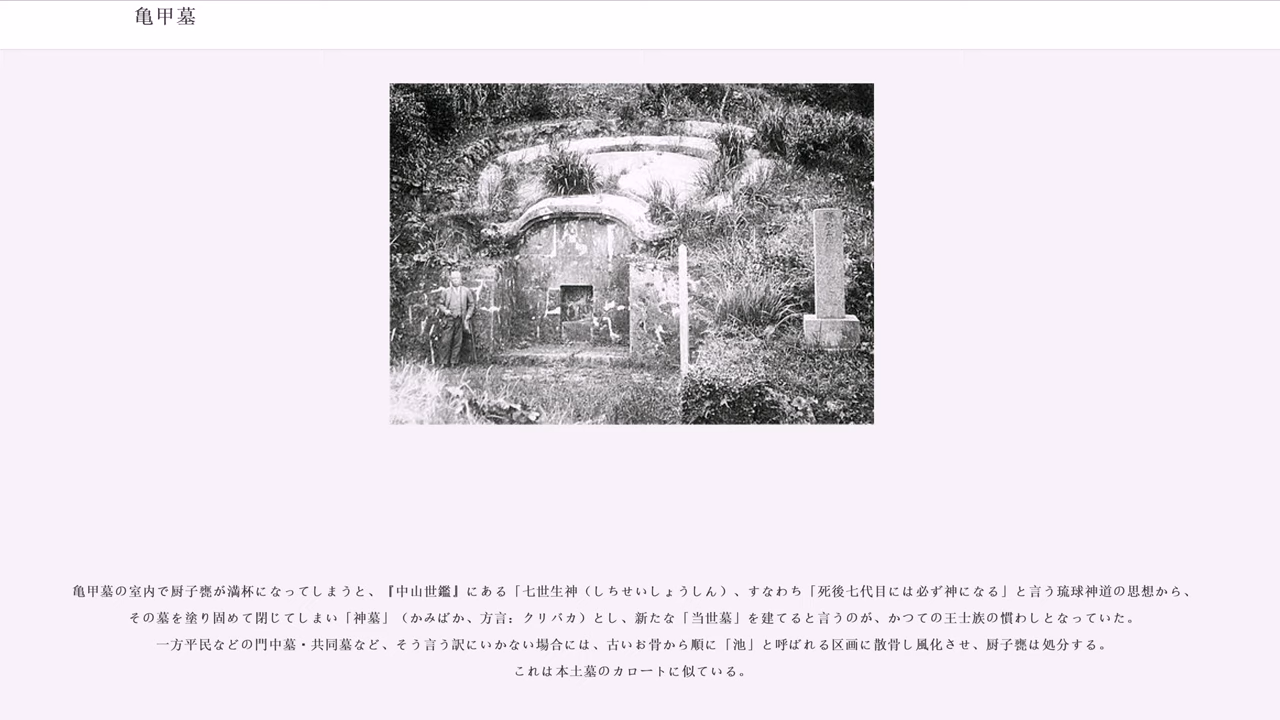 亀甲墓
亀甲墓の室内で厨子甕が満杯になってしまうと、『中山世鑑』にある「七世生神（しちせいしょうしん）、すなわち「死後七代目には必ず神になる」と言う琉球神道の思想から、
その墓を塗り固めて閉じてしまい「神墓」（かみばか、方言：クリバカ）とし、新たな「当世墓」を建てると言うのが、かつての王士族の慣わしとなっていた。
一方平民などの門中墓・共同墓など、そう言う訳にいかない場合には、古いお骨から順に「池」と呼ばれる区画に散骨し風化させ、厨子甕は処分する。
これは本土墓のカロートに似ている。